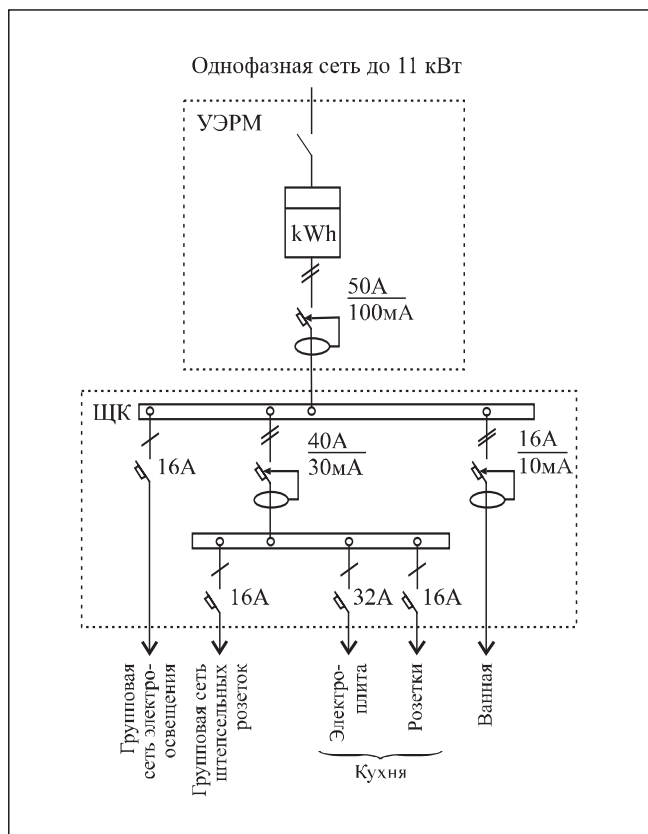 Однофазная сеть до 11 кВт
УЭРМ
kWh
50А
100мА
ЩК
16А
40А
30мА
16А
10мА
16А
32А
16А
Групповая
сеть электро-
освещения
Групповая сеть
штепсельных
розеток
Электро-
плита
Розетки
Ванная
Кухня